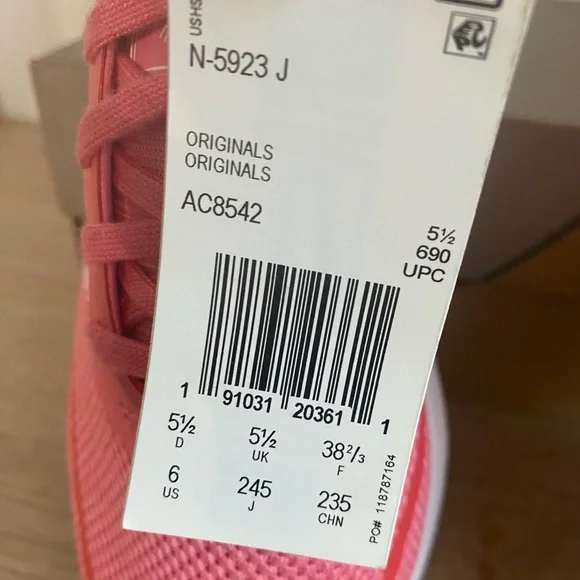 USHS
N-5923 J
ORIGINALS
ORIGINALS
AC8542
5½
690
UPC
1 91031 20361 1
5½ 5½ 38⅔
D UK F
6 245 235
US J CHN
PO# 118787164